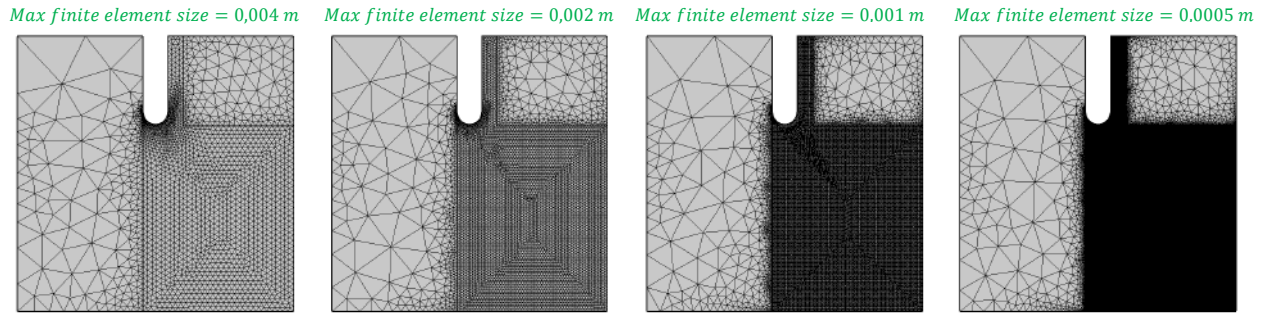 Max finite element size = 0,004 m
Max finite element size = 0,002 m
Max finite element size = 0.001 m
Max finite element size = 0.0005 m